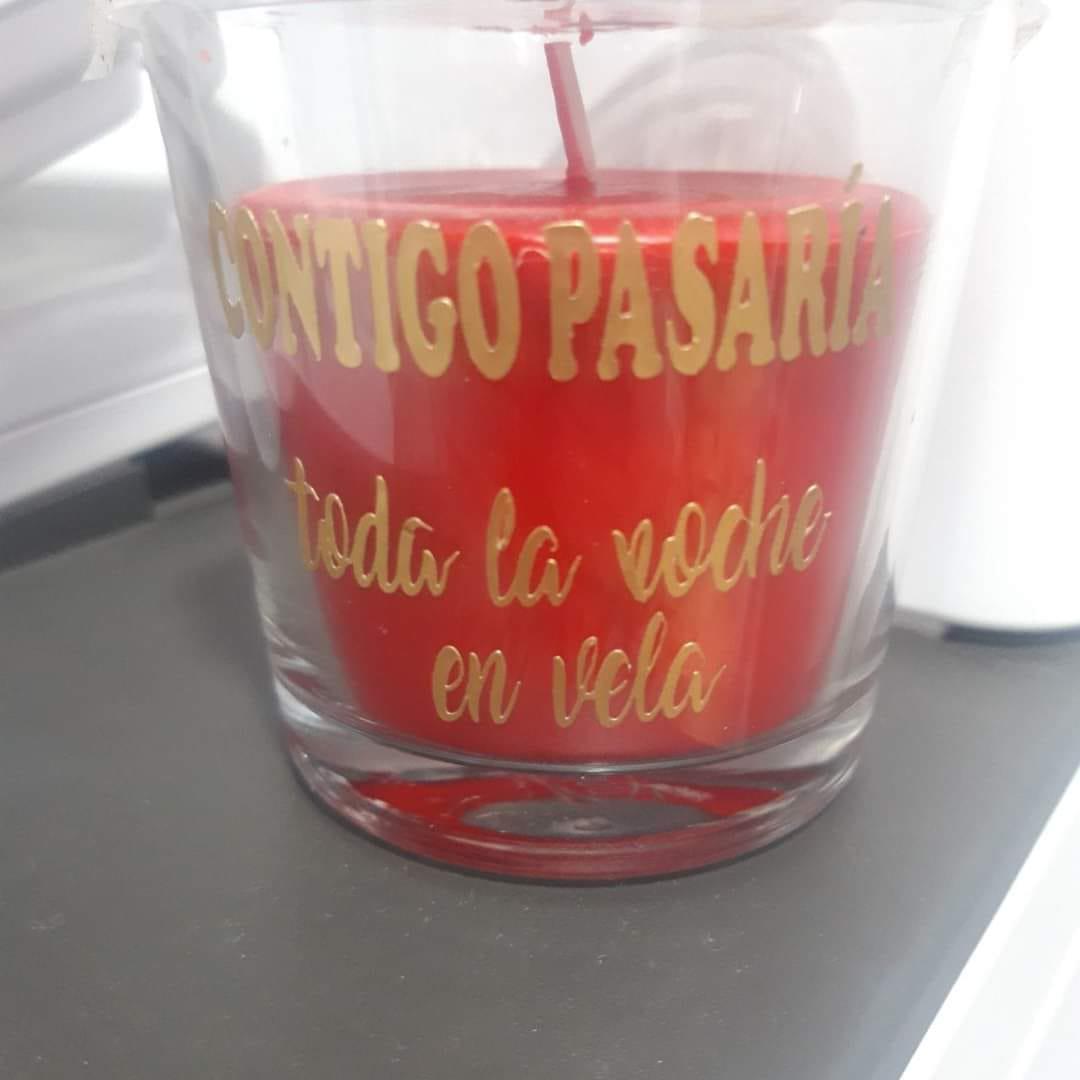 CONTIGO PASARÍA
toda la noche
en vela